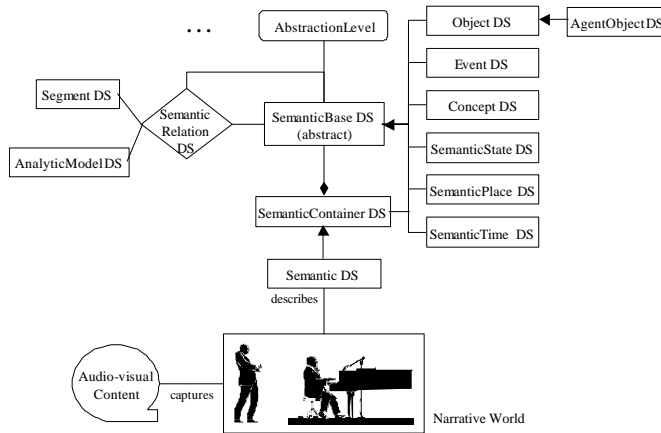 ...
AbstractionLevel
Object DS
AgentObject DS
Event DS
Segment DS
Semantic
Relation
DS
SemanticBase DS
(abstract)
Concept DS
AnalyticModel DS
SemanticState DS
SemanticPlace DS
SemanticContainer DS
SemanticTime DS
Semantic DS
describes
Audio-visual
Content
captures
Narrative World